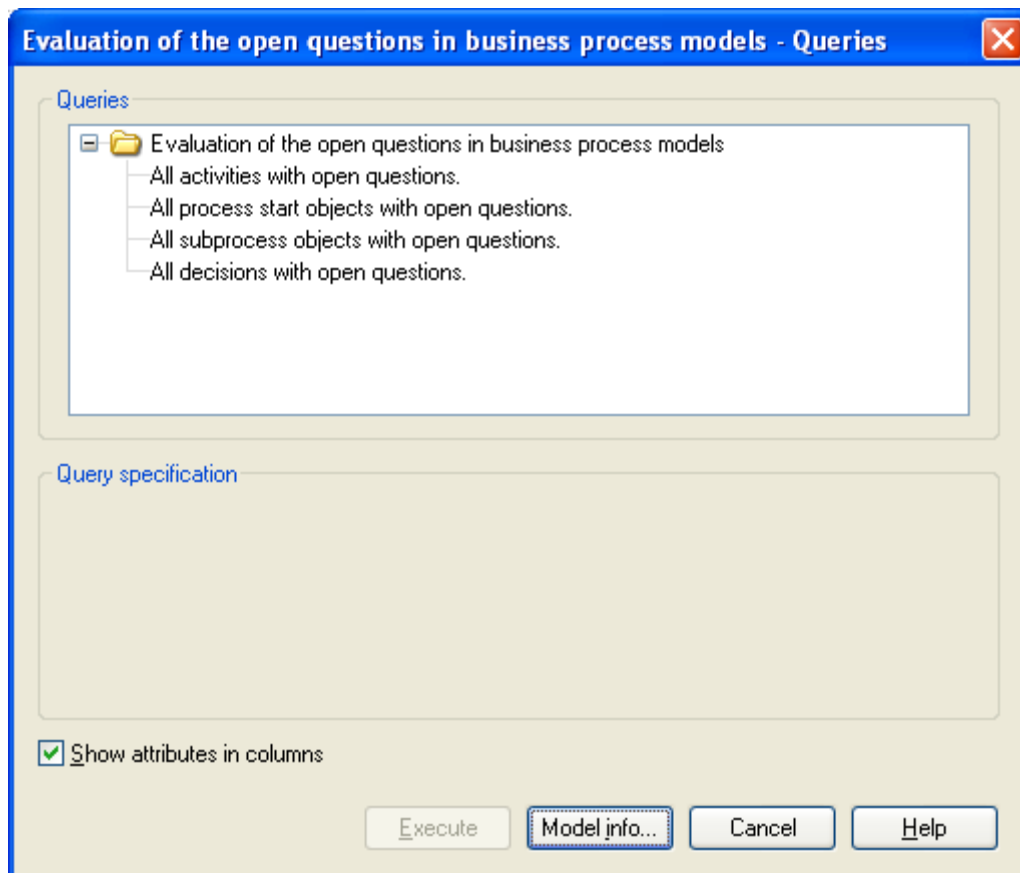 Evaluation of the open questions in business process models - Queries
Queries
Evaluation of the open questions in business process models
All activities with open questions.
All process start objects with open questions.
All subprocess objects with open questions.
All decisions with open questions.
Query specification
Show attributes in columns
Execute
Model info...
Cancel
Help